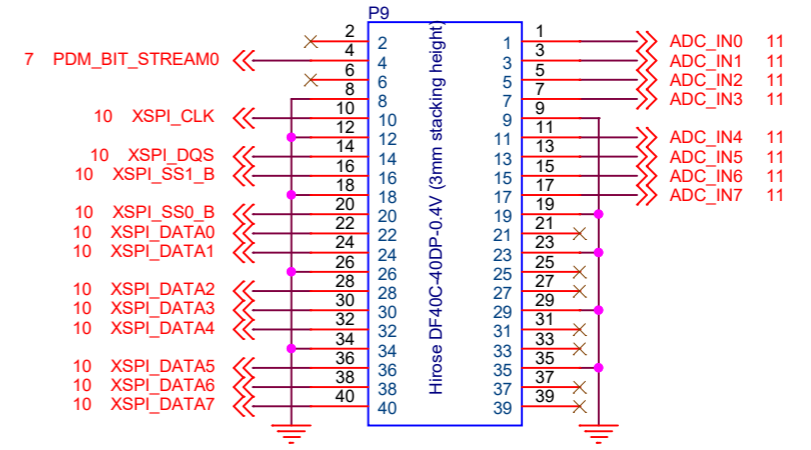 P9
2 2 1 1 ADC_IN0 11
7 PDM_BIT_STREAM0 4 4 3 3 ADC_IN1 11
6 6 5 5 ADC_IN2 11
8 8 7 7 ADC_IN3 11
10 XSPI_CLK 10 10 9 9
12 12 11 11 ADC_IN4 11
10 XSPI_DQS 14 14 13 13 ADC_IN5 11
10 XSPI_SS1_B 16 16 15 15 ADC_IN6 11
18 18 17 17 ADC_IN7 11
10 XSPI_SS0_B 20 20 19 19
10 XSPI_DATA0 22 22 21 21
10 XSPI_DATA1 24 24 23 23
26 26 25 25
10 XSPI_DATA2 28 28 27 27
10 XSPI_DATA3 30 30 29 29
10 XSPI_DATA4 32 32 31 31
34 34 33 33
10 XSPI_DATA5 36 36 35 35
10 XSPI_DATA6 38 38 37 37
10 XSPI_DATA7 40 40 39 39
Hirose DF40C-40DP-0.4V (3mm stacking height)